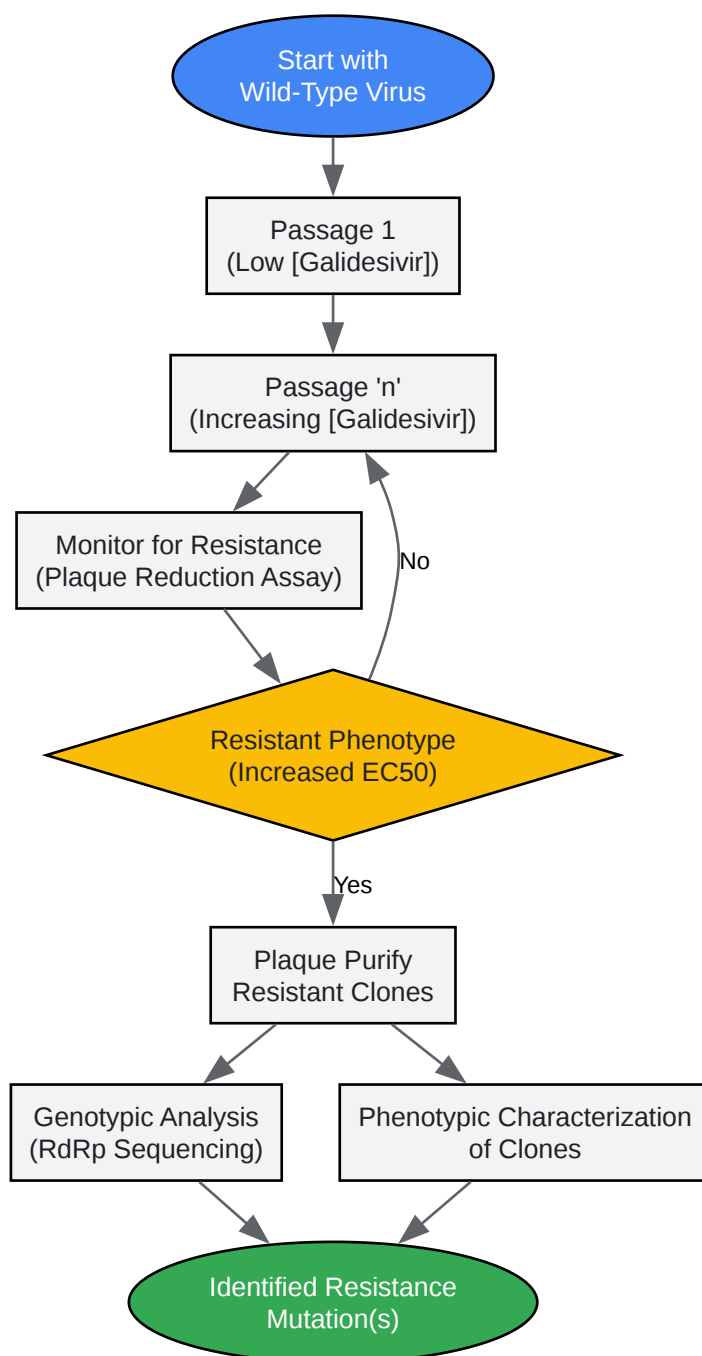 Start with
Wild-Type Virus
Passage 1
(Low [Galidesivir])
Passage 'n'
(Increasing [Galidesivir])
Monitor for Resistance
(Plaque Reduction Assay)
No
Resistant Phenotype
(Increased EC50)
Yes
Plaque Purify
Resistant Clones
Genotypic Analysis
(RdRp Sequencing)
Phenotypic Characterization
of Clones
Identified Resistance
Mutation(s)